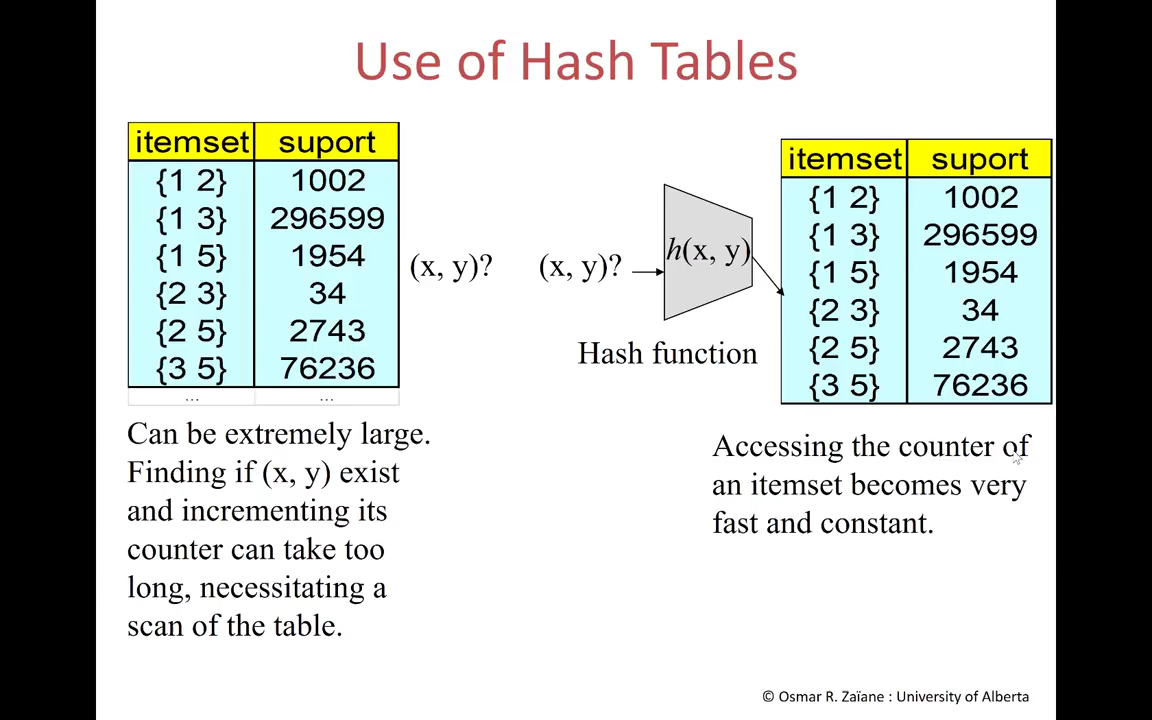 Use of Hash Tables
itemset suport
{1 2} 1002
{1 3} 296599
{1 5} 1954
{2 3} 34
{2 5} 2743
{3 5} 76236
... ...
(x, y)?
Can be extremely large.
Finding if (x, y) exist
and incrementing its
counter can take too
long, necessitating a
scan of the table.
(x, y)?
h(x, y)
Hash function
itemset suport
{1 2} 1002
{1 3} 296599
{1 5} 1954
{2 3} 34
{2 5} 2743
{3 5} 76236
Accessing the counter of
an itemset becomes very
fast and constant.
© Osmar R. Zaïane : University of Alberta